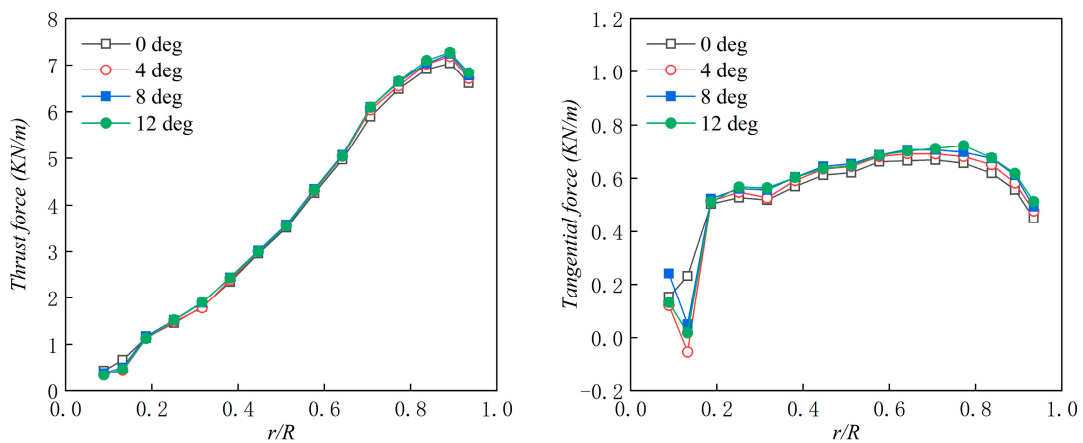 8
7
6
5
4
3
2
1
0
0.0 0.2 0.4 0.6 0.8 1.0
Thrust force (KN/m)
r/R
0 deg
4 deg
8 deg
12 deg
1.2
1.0
0.8
0.6
0.4
0.2
0.0
-0.2
0.0 0.2 0.4 0.6 0.8 1.0
Tangential force (KN/m)
r/R
0 deg
4 deg
8 deg
12 deg